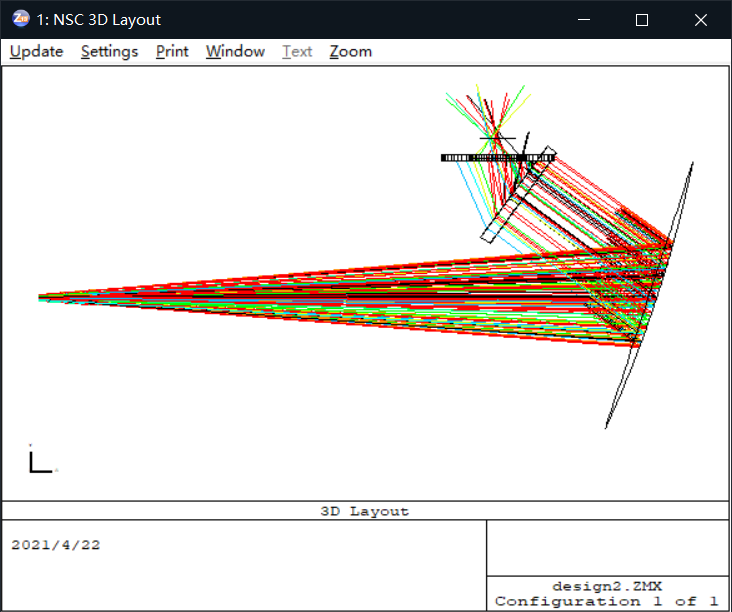 1: NSC 3D Layout
Update Settings Print Window Text Zoom
3D Layout
2021/4/22
design2.ZMX
Configuration 1 of 1